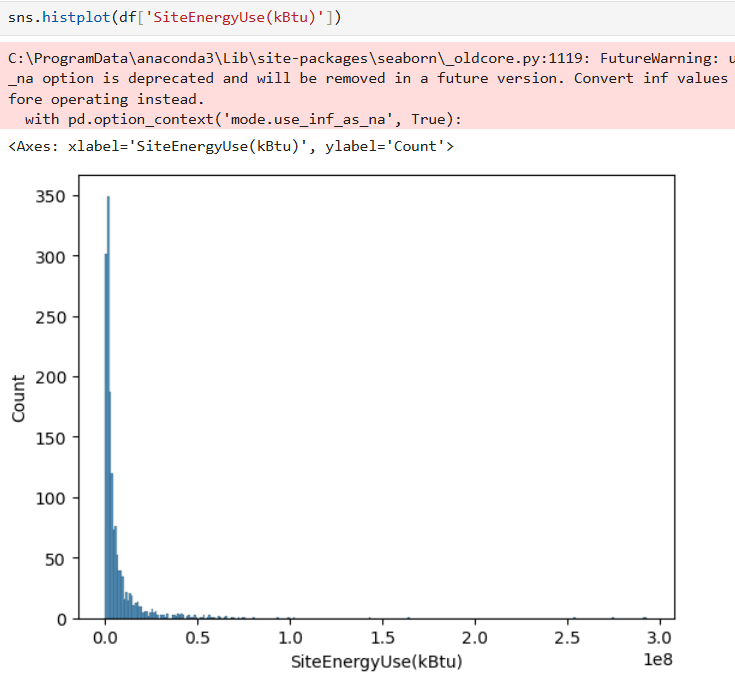 sns.histplot(df['SiteEnergyUse(kBtu)'])
C:\ProgramData\anaconda3\Lib\site-packages\seaborn\_oldcore.py:1119: FutureWarning: u
_na option is deprecated and will be removed in a future version. Convert inf values
fore operating instead.
  with pd.option_context('mode.use_inf_as_na', True):
<Axes: xlabel='SiteEnergyUse(kBtu)', ylabel='Count'>
350
300
250
200
150
100
50
0
Count
0.0 0.5 1.0 1.5 2.0 2.5 3.0
SiteEnergyUse(kBtu)
1e8